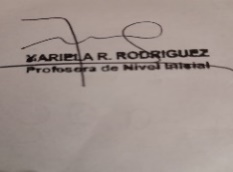 MARIELA R. RODRIGUEZ
Profesora de Nivel Inicial